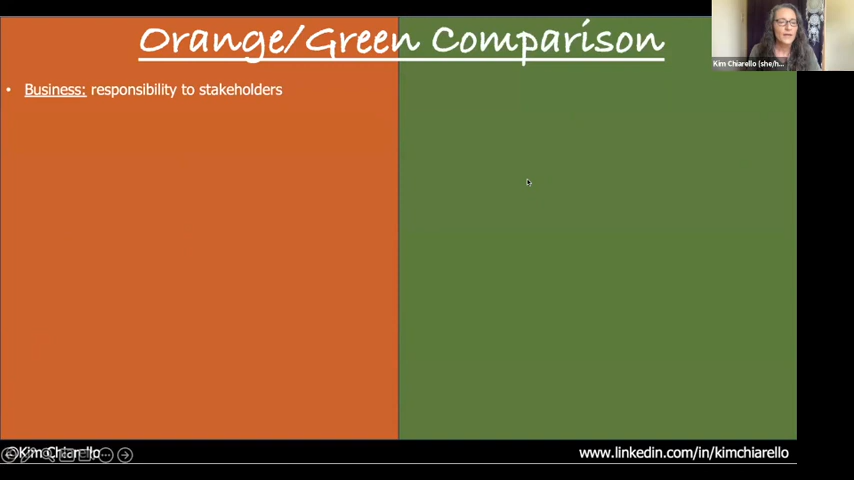 Orange/Green Comparison
Kim Chiarello (she/h...
• Business: responsibility to stakeholders
©Kim Chiarello
www.linkedin.com/in/kimchiarello